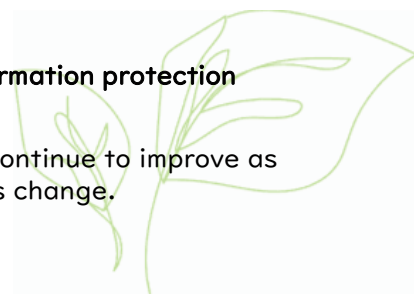 rmation protection
ontinue to improve as
s change.